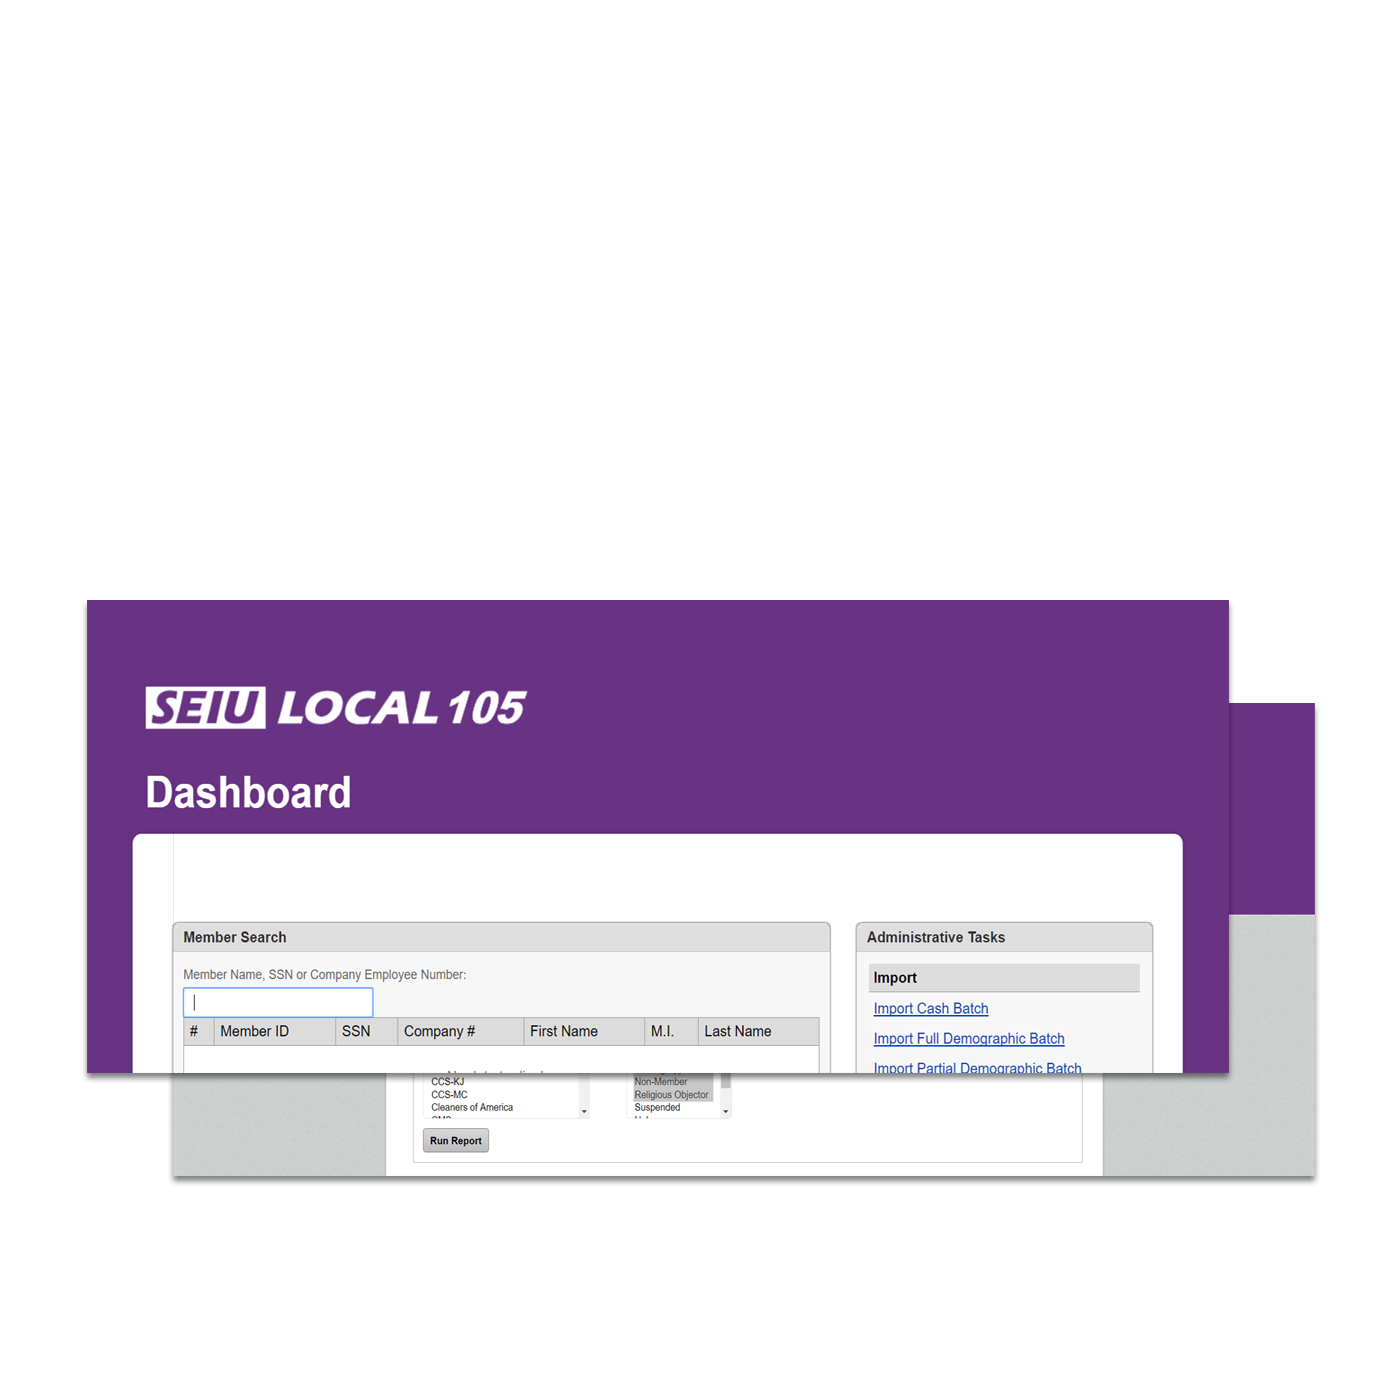 SEIU LOCAL 105
Dashboard
Member Search
Member Name, SSN or Company Employee Number:
# Member ID SSN Company # First Name M.I. Last Name
Administrative Tasks
Import
Import Cash Batch
Import Full Demographic Batch
Import Partial Demographic Batch
CCS-KJ
CCS-MC
Cleaners of America
Non-Member
Religious Objector
Suspended
Run Report